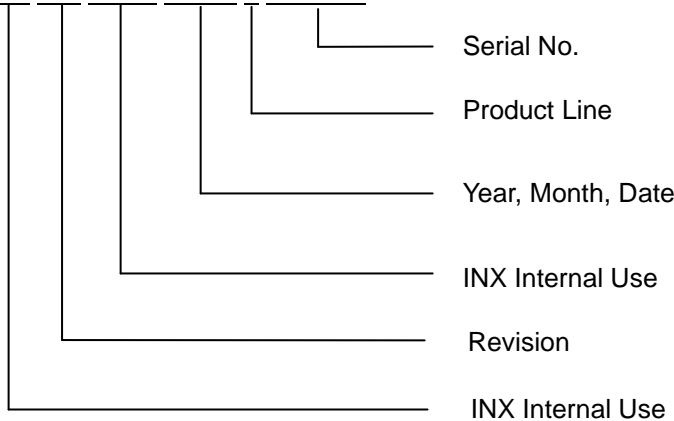 Serial No.
Product Line
Year, Month, Date
INX Internal Use
Revision
INX Internal Use